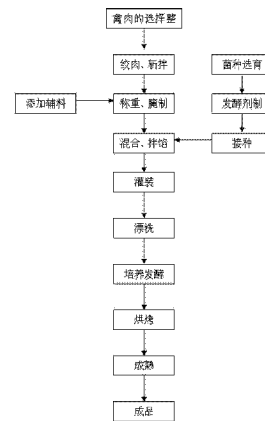 禽肉的选择整
绞肉、斩拌
菌种选育
添加辅料
称重、腌制
发酵剂制
混合、拌馅
接种
灌装
漂洗
培养发酵
烘烤
成熟
成品